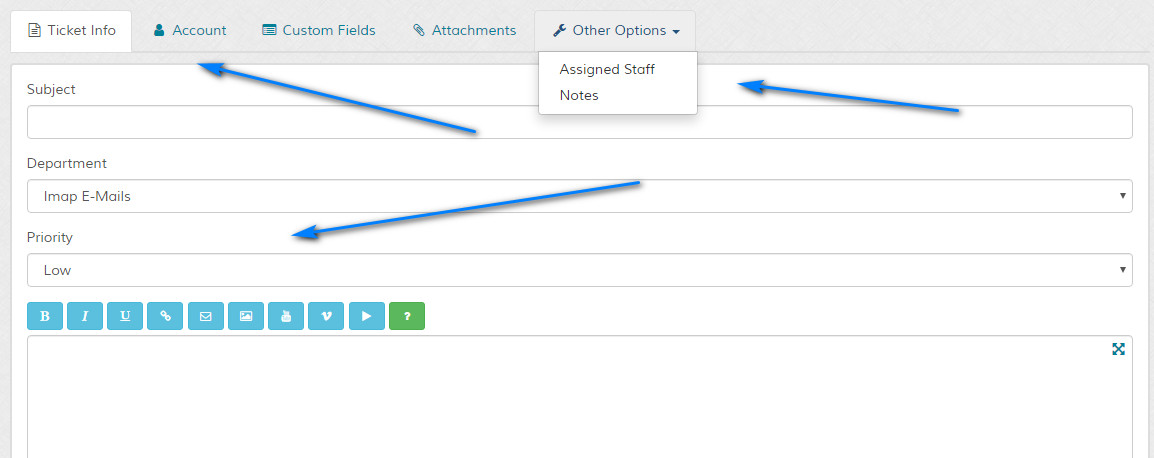 Ticket Info Account Custom Fields Attachments Other Options
Assigned Staff
Notes
Subject
Department
Imap E-Mails
Priority
Low
B I U ?